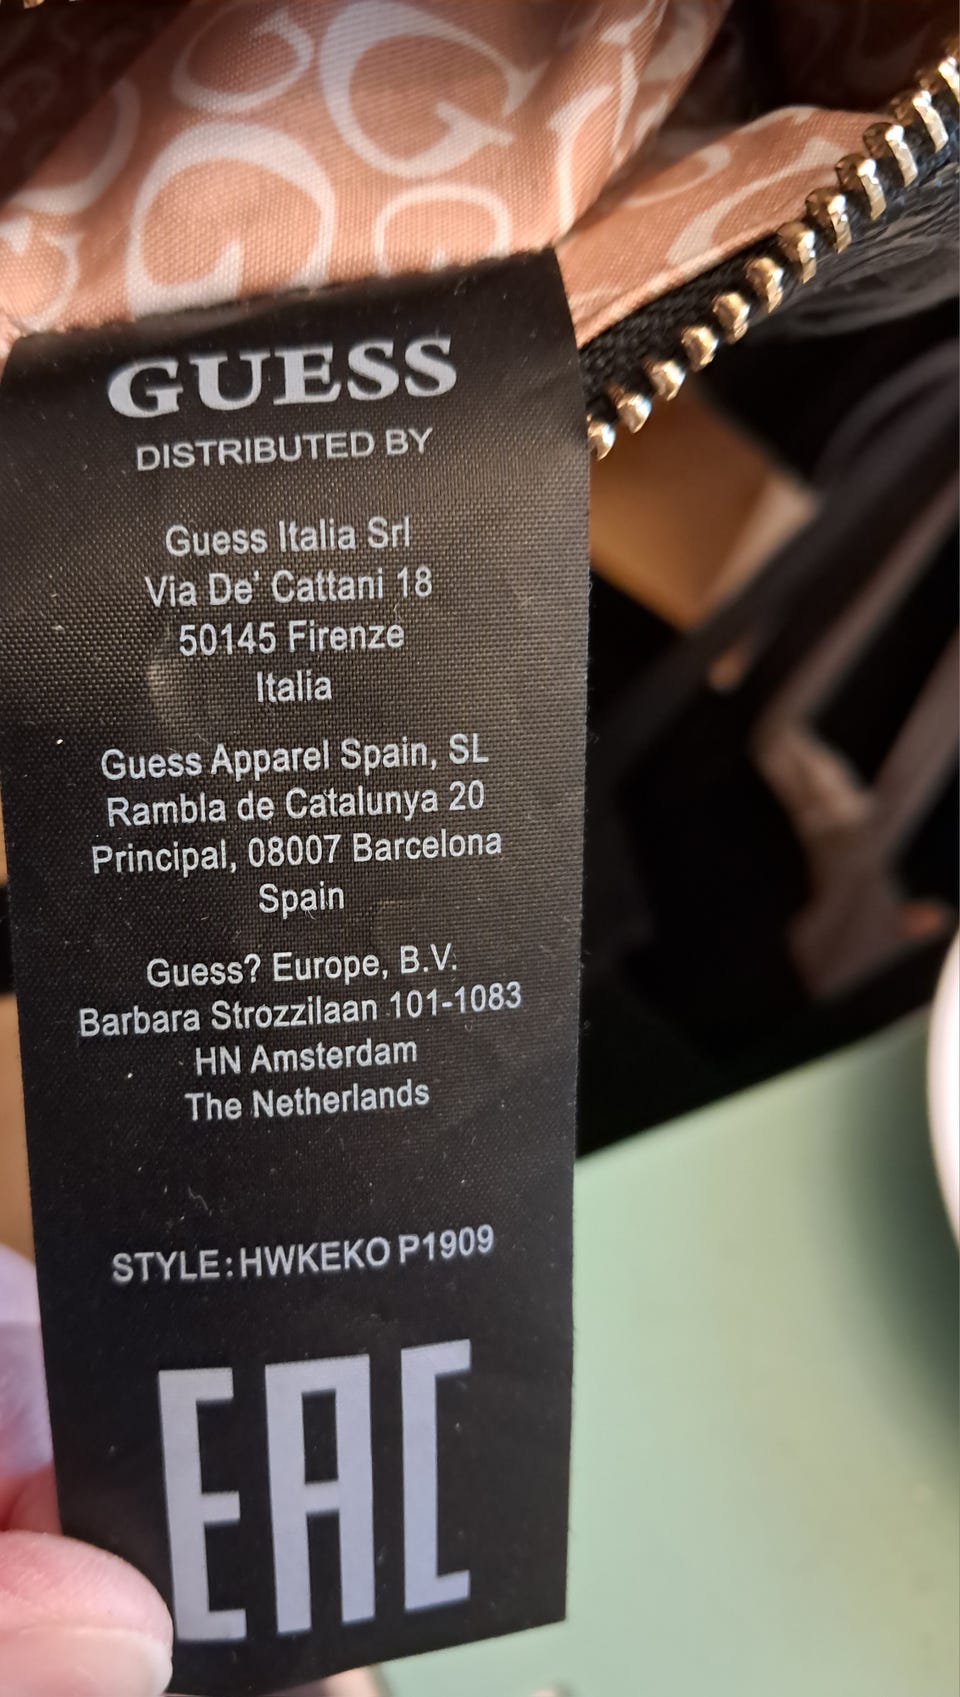 GUESS
DISTRIBUTED BY
Guess Italia Srl
Via De' Cattani 18
50145 Firenze
Italia
Guess Apparel Spain, SL
Rambla de Catalunya 20
Principal, 08007 Barcelona
Spain
Guess? Europe, B.V.
Barbara Strozzilaan 101-1083
HN Amsterdam
The Netherlands
STYLE:HWKEKO P1909
EAC